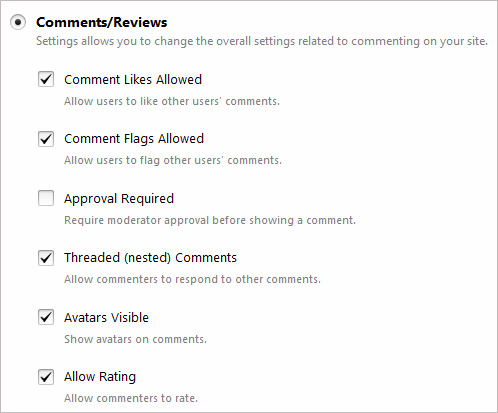 Comments/Reviews
Settings allows you to change the overall settings related to commenting on your site.
Comment Likes Allowed
Allow users to like other users' comments.
Comment Flags Allowed
Allow users to flag other users' comments.
Approval Required
Require moderator approval before showing a comment.
Threaded (nested) Comments
Allow commenters to respond to other comments.
Avatars Visible
Show avatars on comments.
Allow Rating
Allow commenters to rate.